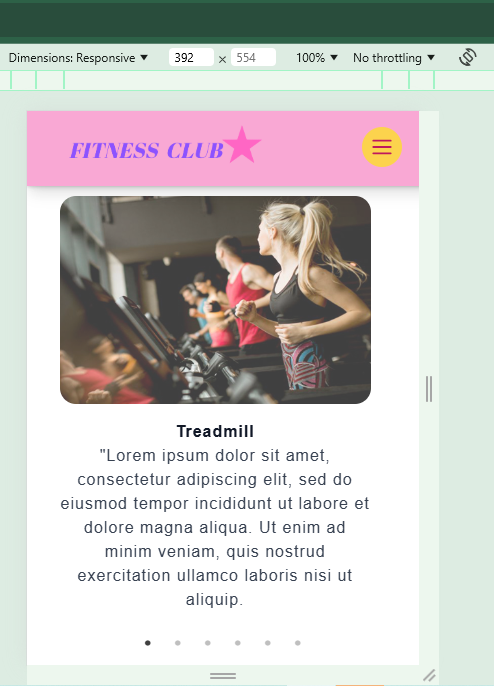 Dimensions: Responsive 392 × 554 100% No throttling
FITNESS CLUB
Treadmill
"Lorem ipsum dolor sit amet,
consectetur adipiscing elit, sed do
eiusmod tempor incididunt ut labore et
dolore magna aliqua. Ut enim ad
minim veniam, quis nostrud
exercitation ullamco laboris nisi ut
aliquip.